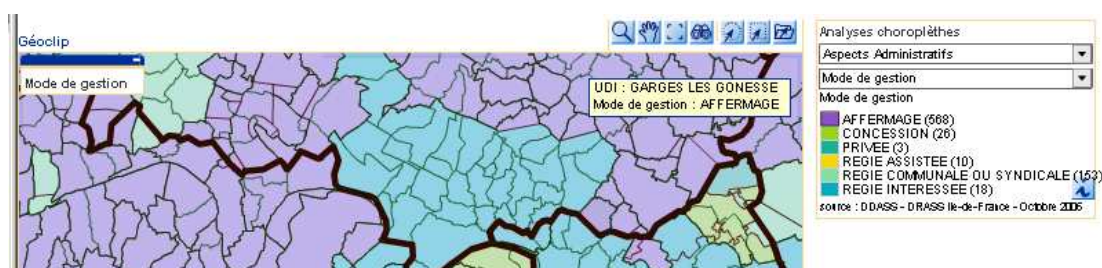 Géoclip
Mode de gestion
UDI : GARGES LES GONESSE
Mode de gestion : AFFERMAGE
Analyses choroplèthes
Aspects Administratifs
Mode de gestion
Mode de gestion
AFFERMAGE (568)
CONCESSION (26)
PRIVEE (3)
REGIE ASSISTEE (10)
REGIE COMMUNALE OU SYNDICALE (153)
REGIE INTERESSEE (18)
source : DDASS - DRASS Ile-de-France - Octobre 2006